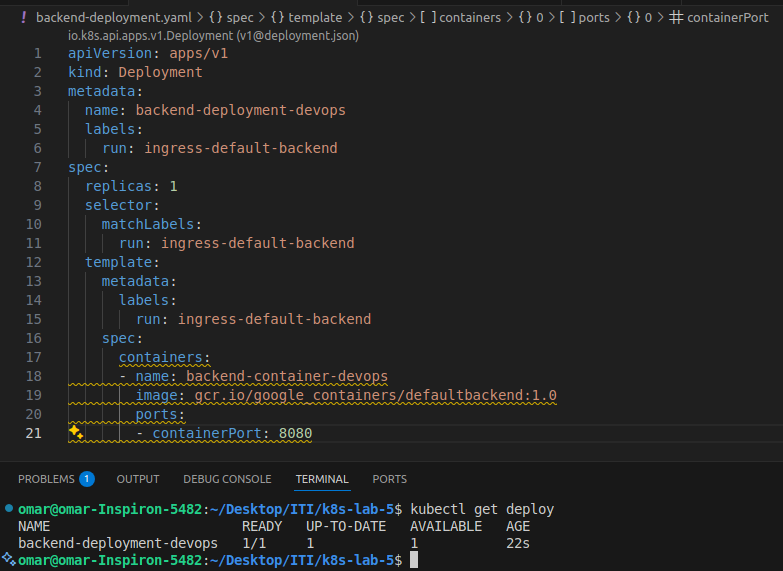 ! backend-deployment.yaml > {} spec > {} template > {} spec > [ ] containers > {} 0 > [ ] ports > {} 0 > # containerPort
io.k8s.api.apps.v1.Deployment (v1@deployment.json)
1 apiVersion: apps/v1
2 kind: Deployment
3 metadata:
4   name: backend-deployment-devops
5   labels:
6     run: ingress-default-backend
7 spec:
8   replicas: 1
9   selector:
10     matchLabels:
11       run: ingress-default-backend
12   template:
13     metadata:
14       labels:
15         run: ingress-default-backend
16     spec:
17       containers:
18       - name: backend-container-devops
19         image: gcr.io/google_containers/defaultbackend:1.0
20         ports:
21         - containerPort: 8080
PROBLEMS 1 OUTPUT DEBUG CONSOLE TERMINAL PORTS
omar@omar-Inspiron-5482:~/Desktop/ITI/k8s-lab-5$ kubectl get deploy
NAME READY UP-TO-DATE AVAILABLE AGE
backend-deployment-devops 1/1 1 1 22s
omar@omar-Inspiron-5482:~/Desktop/ITI/k8s-lab-5$